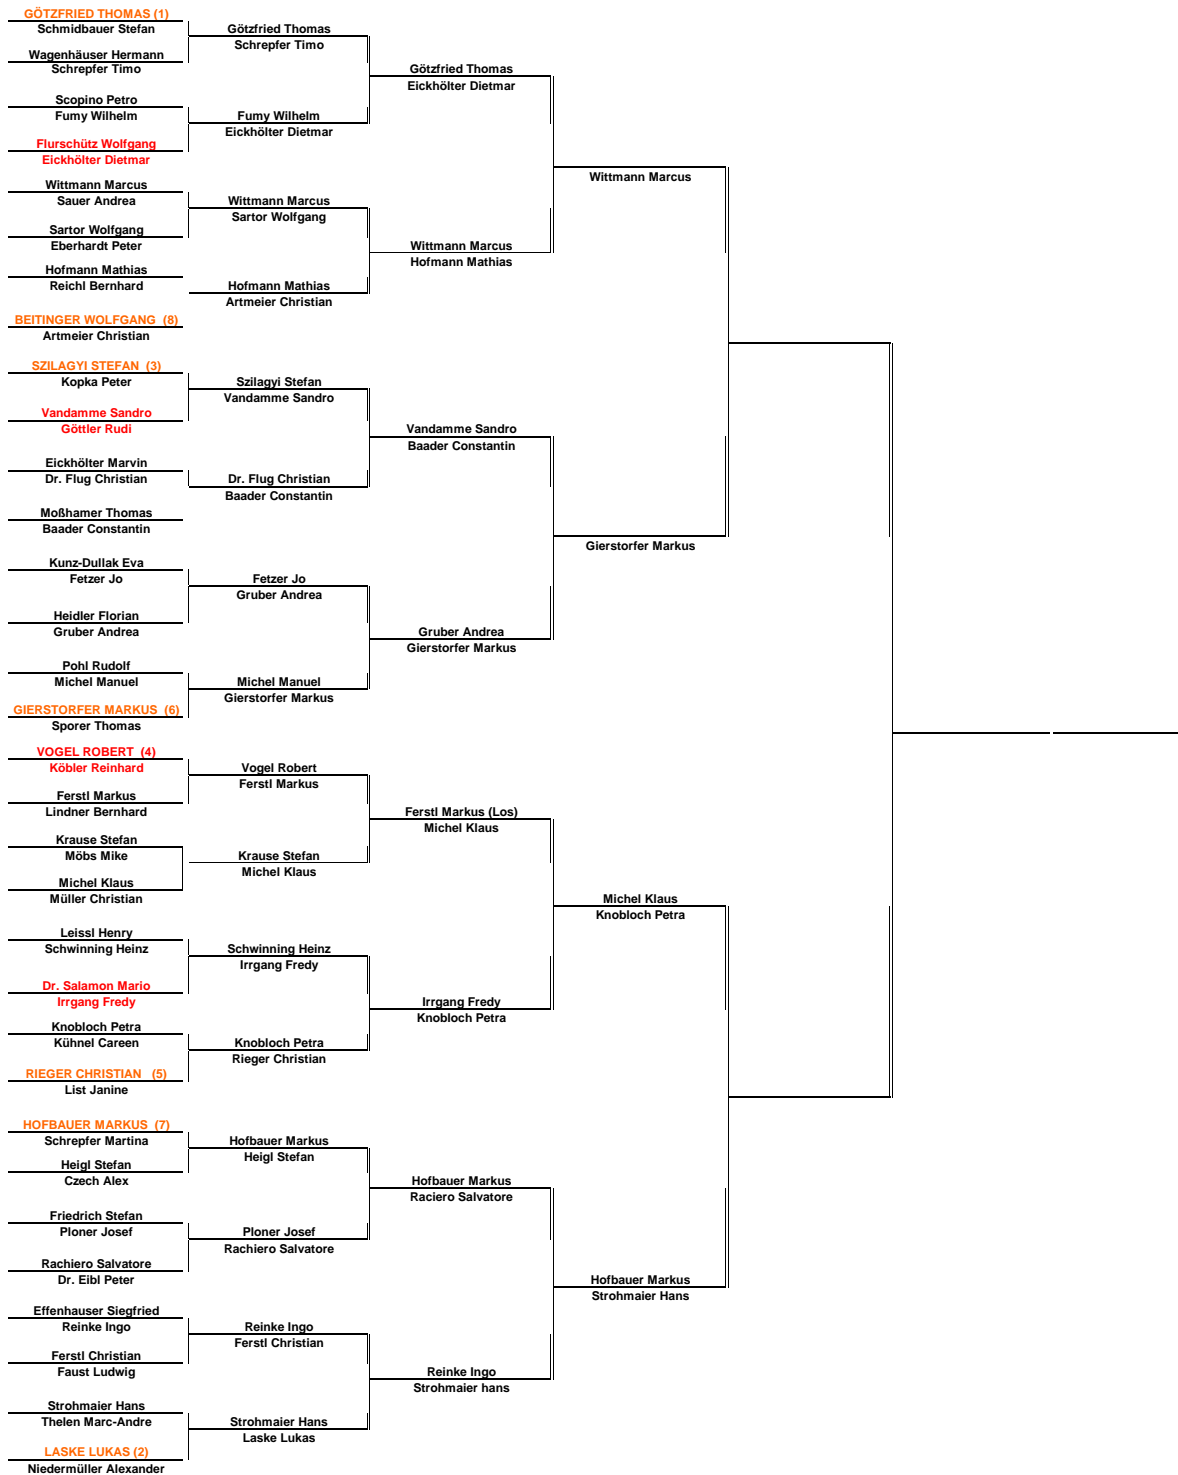 GÖTZFRIED THOMAS (1)
Schmidbauer Stefan
Wagenhäuser Hermann
Schrepfer Timo
Scopino Petro
Fumy Wilhelm
Flurschütz Wolfgang
Eickhölter Dietmar
Wittmann Marcus
Sauer Andrea
Sartor Wolfgang
Eberhardt Peter
Hofmann Mathias
Reichl Bernhard
BEITINGER WOLFGANG (8)
Artmeier Christian
SZILAGYI STEFAN (3)
Kopka Peter
Vandamme Sandro
Göttler Rudi
Eickhölter Marvin
Dr. Flug Christian
Moßhamer Thomas
Baader Constantin
Kunz-Dullak Eva
Fetzer Jo
Heidler Florian
Gruber Andrea
Pohl Rudolf
Michel Manuel
GIERSTORFER MARKUS (6)
Sporer Thomas
VOGEL ROBERT (4)
Köbler Reinhard
Ferstl Markus
Lindner Bernhard
Krause Stefan
Möbs Mike
Michel Klaus
Müller Christian
Leissl Henry
Schwinning Heinz
Dr. Salamon Mario
Irrgang Fredy
Knobloch Petra
Kühnel Careen
RIEGER CHRISTIAN (5)
List Janine
HOFBAUER MARKUS (7)
Schrepfer Martina
Heigl Stefan
Czech Alex
Friedrich Stefan
Ploner Josef
Rachiero Salvatore
Dr. Eibl Peter
Effenhauser Siegfried
Reinke Ingo
Ferstl Christian
Faust Ludwig
Strohmaier Hans
Thelen Marc-Andre
LASKE LUKAS (2)
Niedermüller Alexander
Götzfried Thomas
Schrepfer Timo
Fumy Wilhelm
Eickhölter Dietmar
Wittmann Marcus
Sartor Wolfgang
Hofmann Mathias
Artmeier Christian
Szilagyi Stefan
Vandamme Sandro
Dr. Flug Christian
Baader Constantin
Fetzer Jo
Gruber Andrea
Michel Manuel
Gierstorfer Markus
Vogel Robert
Ferstl Markus
Krause Stefan
Michel Klaus
Schwinning Heinz
Irrgang Fredy
Knobloch Petra
Rieger Christian
Hofbauer Markus
Heigl Stefan
Ploner Josef
Rachiero Salvatore
Reinke Ingo
Ferstl Christian
Strohmaier Hans
Laske Lukas
Götzfried Thomas
Eickhölter Dietmar
Wittmann Marcus
Hofmann Mathias
Vandamme Sandro
Baader Constantin
Gruber Andrea
Gierstorfer Markus
Ferstl Markus (Los)
Michel Klaus
Irrgang Fredy
Knobloch Petra
Hofbauer Markus
Raciero Salvatore
Reinke Ingo
Strohmaier hans
Wittmann Marcus
Gierstorfer Markus
Michel Klaus
Knobloch Petra
Hofbauer Markus
Strohmaier Hans